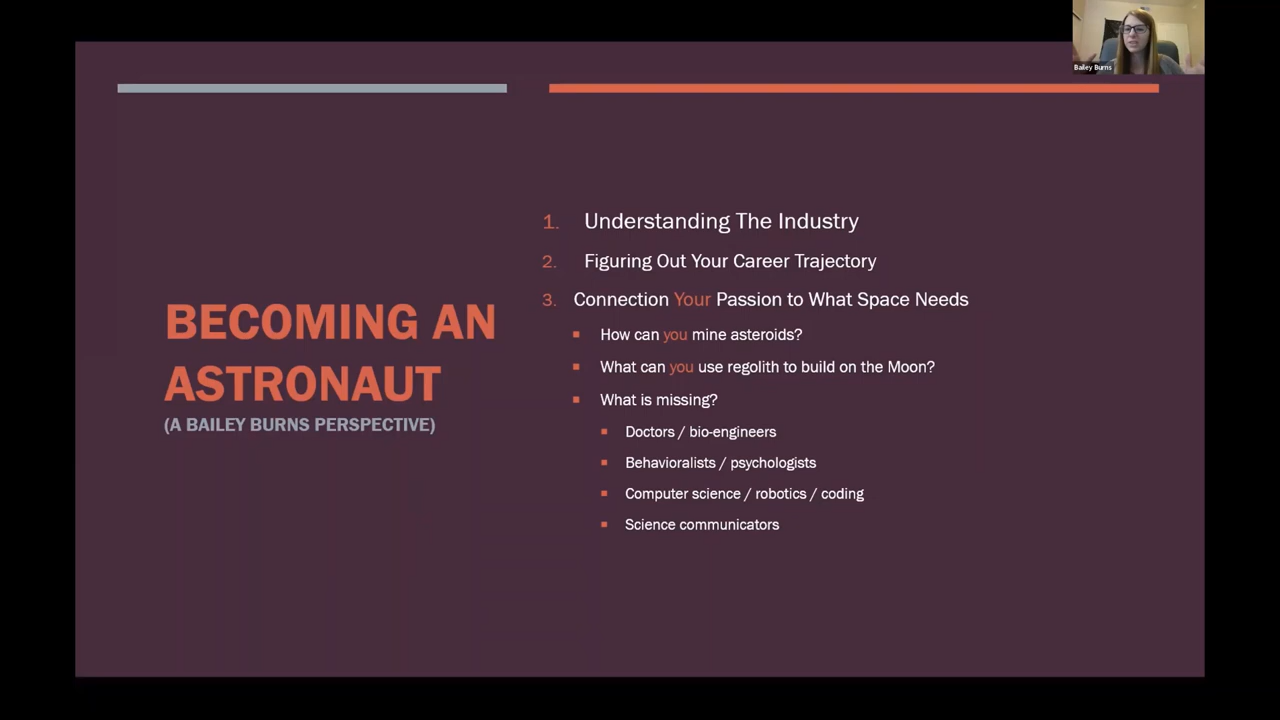 Bailey Burns
BECOMING AN
ASTRONAUT
(A BAILEY BURNS PERSPECTIVE)
1. Understanding The Industry
2. Figuring Out Your Career Trajectory
3. Connection Your Passion to What Space Needs
▪ How can you mine asteroids?
▪ What can you use regolith to build on the Moon?
▪ What is missing?
▪ Doctors / bio-engineers
▪ Behavioralists / psychologists
▪ Computer science / robotics / coding
▪ Science communicators